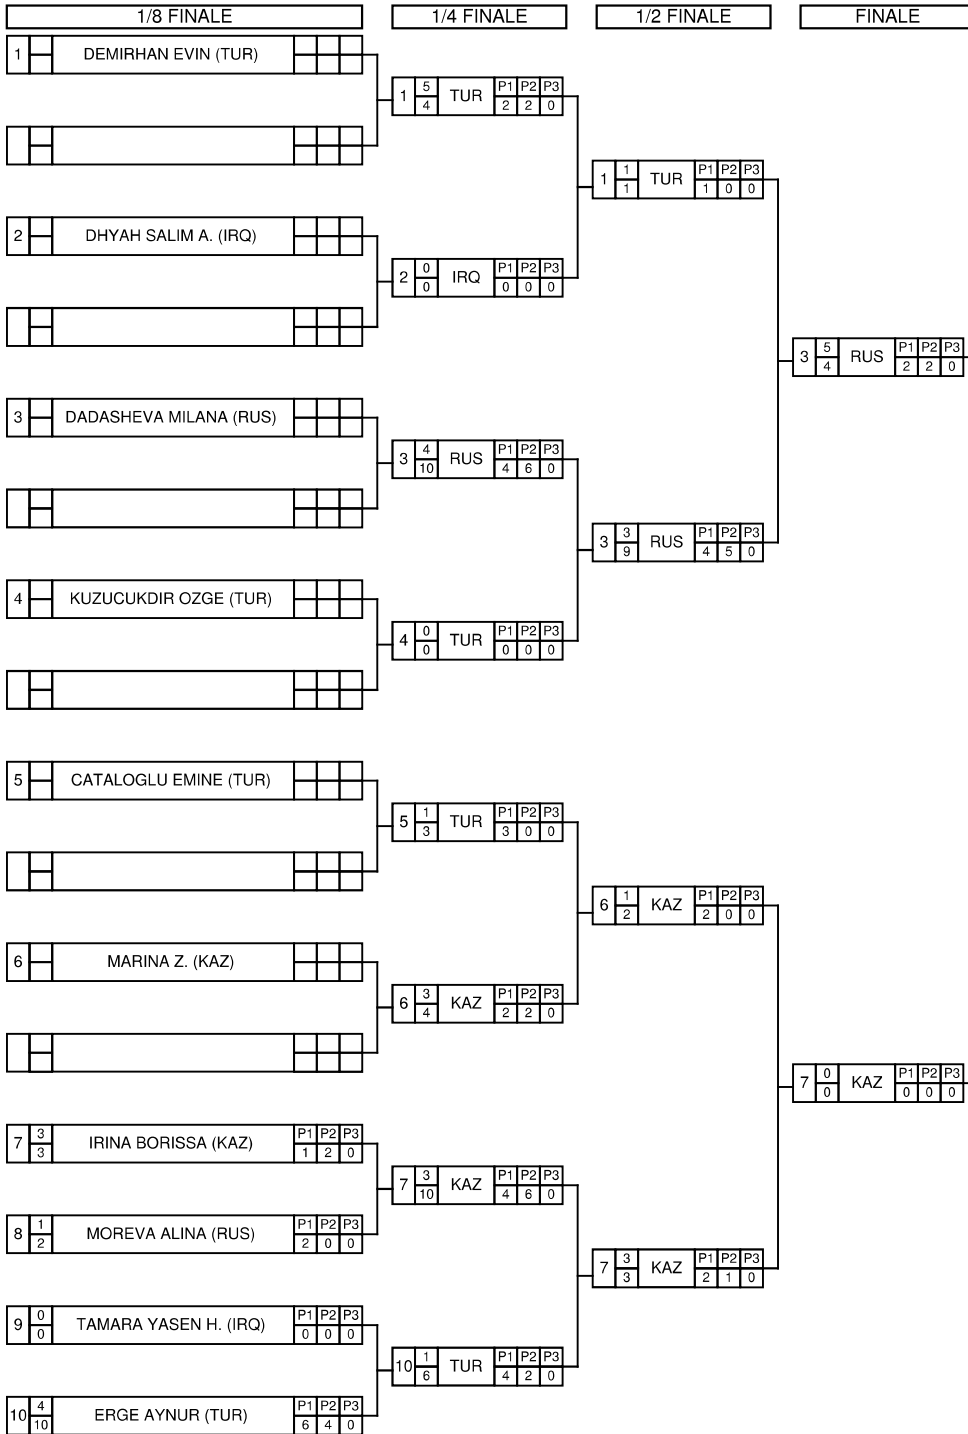 1/8 FINALE 1/4 FINALE 1/2 FINALE FINALE
1 DEMIRHAN EVIN (TUR)
1 5 4 TUR P1 P2 P3 2 2 0
1 1 1 TUR P1 P2 P3 1 0 0
2 DHYAH SALIM A. (IRQ)
2 0 0 IRQ P1 P2 P3 0 0 0
3 5 4 RUS P1 P2 P3 2 2 0
3 DADASHEVA MILANA (RUS)
3 4 10 RUS P1 P2 P3 4 6 0
3 3 9 RUS P1 P2 P3 4 5 0
4 KUZUCUKDIR OZGE (TUR)
4 0 0 TUR P1 P2 P3 0 0 0
5 CATALOGLU EMINE (TUR)
5 1 3 TUR P1 P2 P3 3 0 0
6 1 2 KAZ P1 P2 P3 2 0 0
6 MARINA Z. (KAZ)
6 3 4 KAZ P1 P2 P3 2 2 0
7 0 0 KAZ P1 P2 P3 0 0 0
7 3 3 IRINA BORISSA (KAZ) P1 P2 P3 1 2 0
7 3 10 KAZ P1 P2 P3 4 6 0
8 1 2 MOREVA ALINA (RUS) P1 P2 P3 2 0 0
7 3 3 KAZ P1 P2 P3 2 1 0
9 0 0 TAMARA YASEN H. (IRQ) P1 P2 P3 0 0 0
10 1 6 TUR P1 P2 P3 4 2 0
10 4 10 ERGE AYNUR (TUR) P1 P2 P3 6 4 0